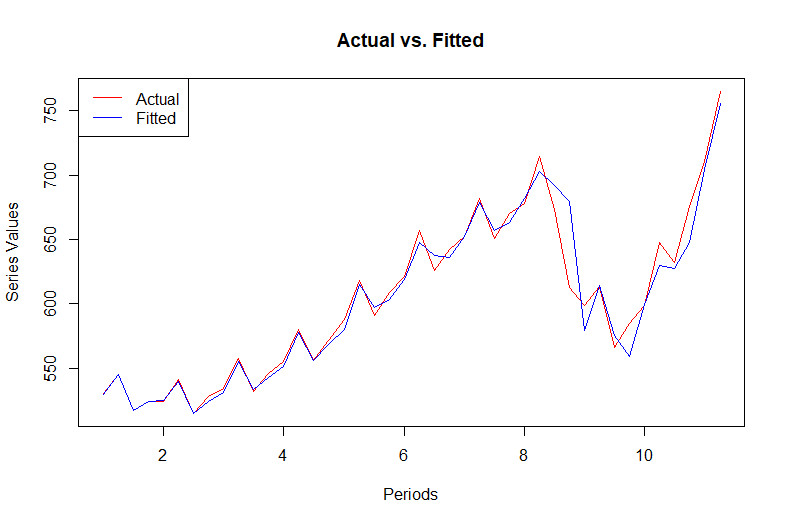 Actual vs. Fitted
Actual
Fitted
Series Values
750
700
650
600
550
2 4 6 8 10
Periods